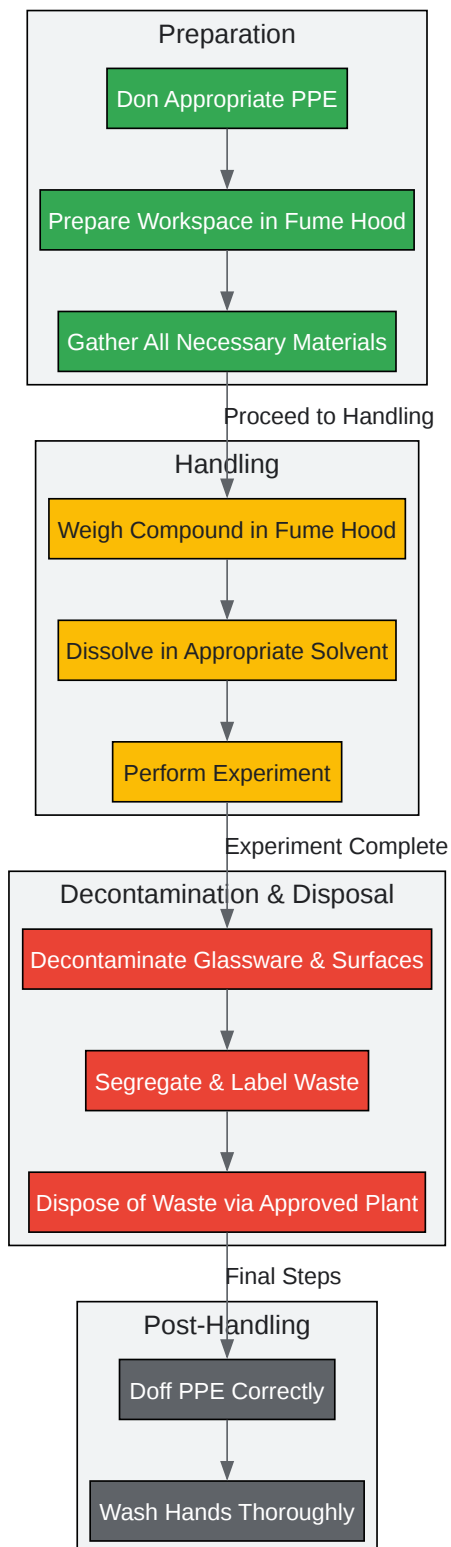 Preparation
Don Appropriate PPE
Prepare Workspace in Fume Hood
Gather All Necessary Materials
Proceed to Handling
Handling
Weigh Compound in Fume Hood
Dissolve in Appropriate Solvent
Perform Experiment
Experiment Complete
Decontamination & Disposal
Decontaminate Glassware & Surfaces
Segregate & Label Waste
Dispose of Waste via Approved Plant
Final Steps
Post-Handling
Doff PPE Correctly
Wash Hands Thoroughly